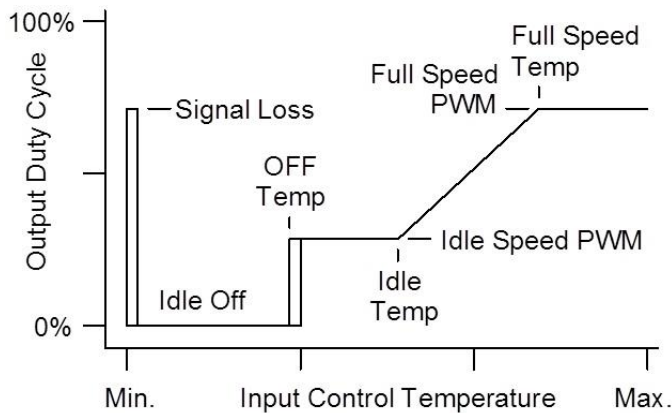 100%
Full Speed
Temp
Full Speed
PWM
Signal Loss
Output Duty Cycle
OFF
Temp
Idle Speed PWM
Idle
Temp
Idle Off
0%
Min.
Input Control Temperature
Max.